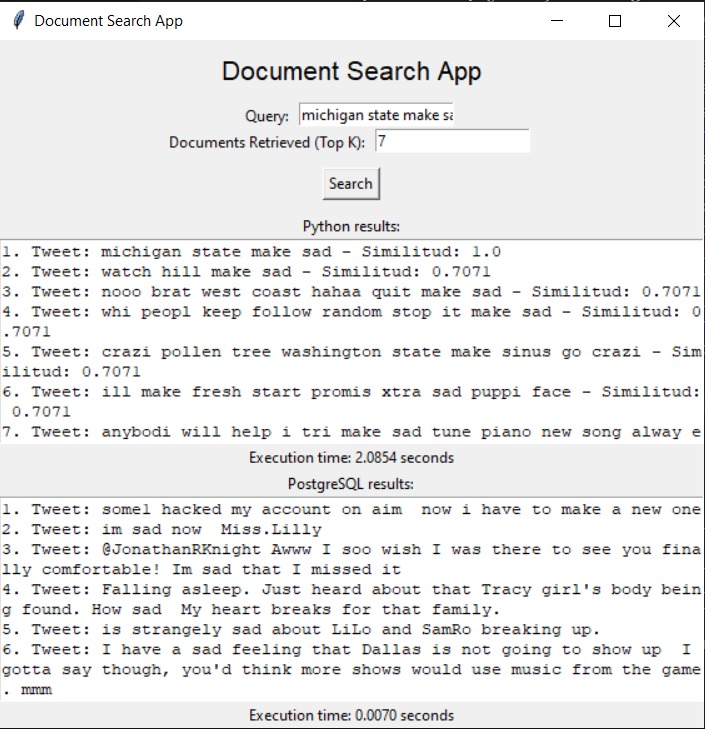 Document Search App
Document Search App
Query: michigan state make sa
Documents Retrieved (Top K): 7
Search
Python results:
1. Tweet: michigan state make sad - Similitud: 1.0
2. Tweet: watch hill make sad - Similitud: 0.7071
3. Tweet: nooo brat west coast hahaa quit make sad - Similitud: 0.7071
4. Tweet: whi peopl keep follow random stop it make sad - Similitud: 0
.7071
5. Tweet: crazi pollen tree washington state make sinus go crazi - Sim
ilitud: 0.7071
6. Tweet: ill make fresh start promis xtra sad puppi face - Similitud:
0.7071
7. Tweet: anybodi will help i tri make sad tune piano new song alway e
Execution time: 2.0854 seconds
PostgreSQL results:
1. Tweet: some1 hacked my account on aim  now i have to make a new one
2. Tweet: im sad now  Miss.Lilly
3. Tweet: @JonathanRKnight Awww I soo wish I was there to see you fina
lly comfortable! Im sad that I missed it
4. Tweet: Falling asleep. Just heard about that Tracy girl's body bein
g found. How sad  My heart breaks for that family.
5. Tweet: is strangely sad about LiLo and SamRo breaking up.
6. Tweet: I have a sad feeling that Dallas is not going to show up  I
gotta say though, you'd think more shows would use music from the game
. mmm
Execution time: 0.0070 seconds